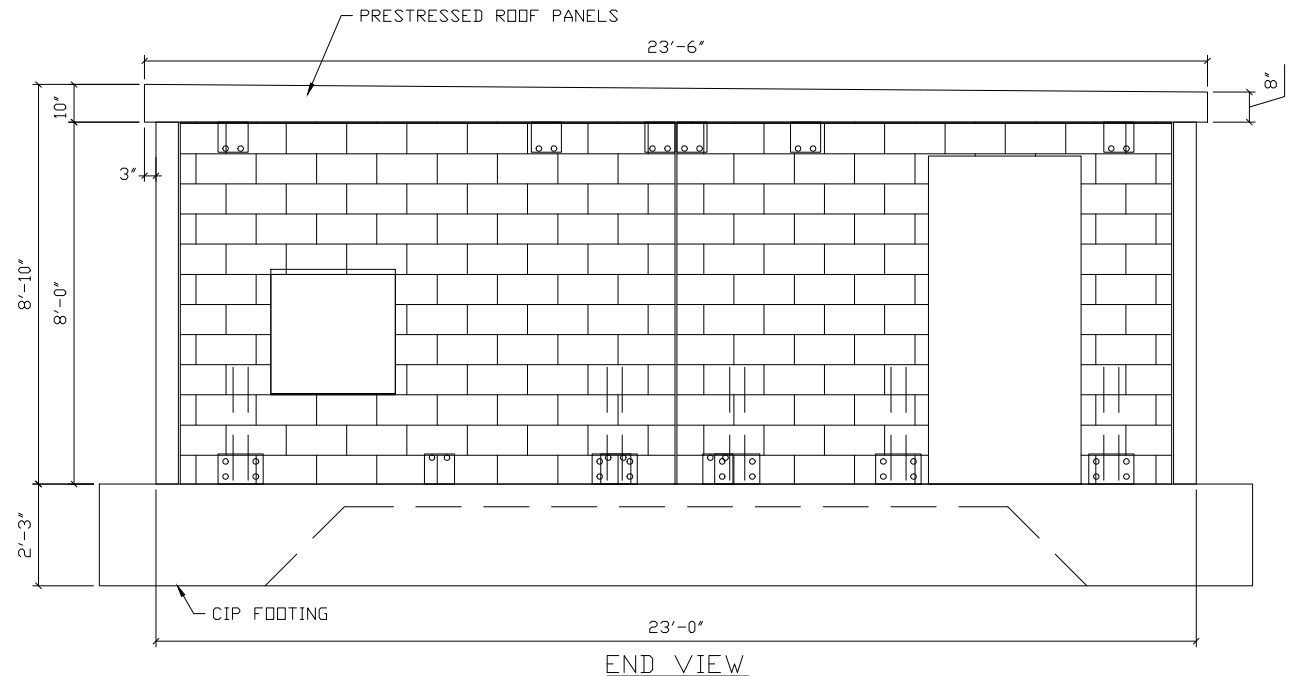 PRESTRESSED ROOF PANELS
23'-6"
8"
10"
3"
8'-10"
8'-0"
2'-3"
CIP FOOTING
23'-0"
END VIEW